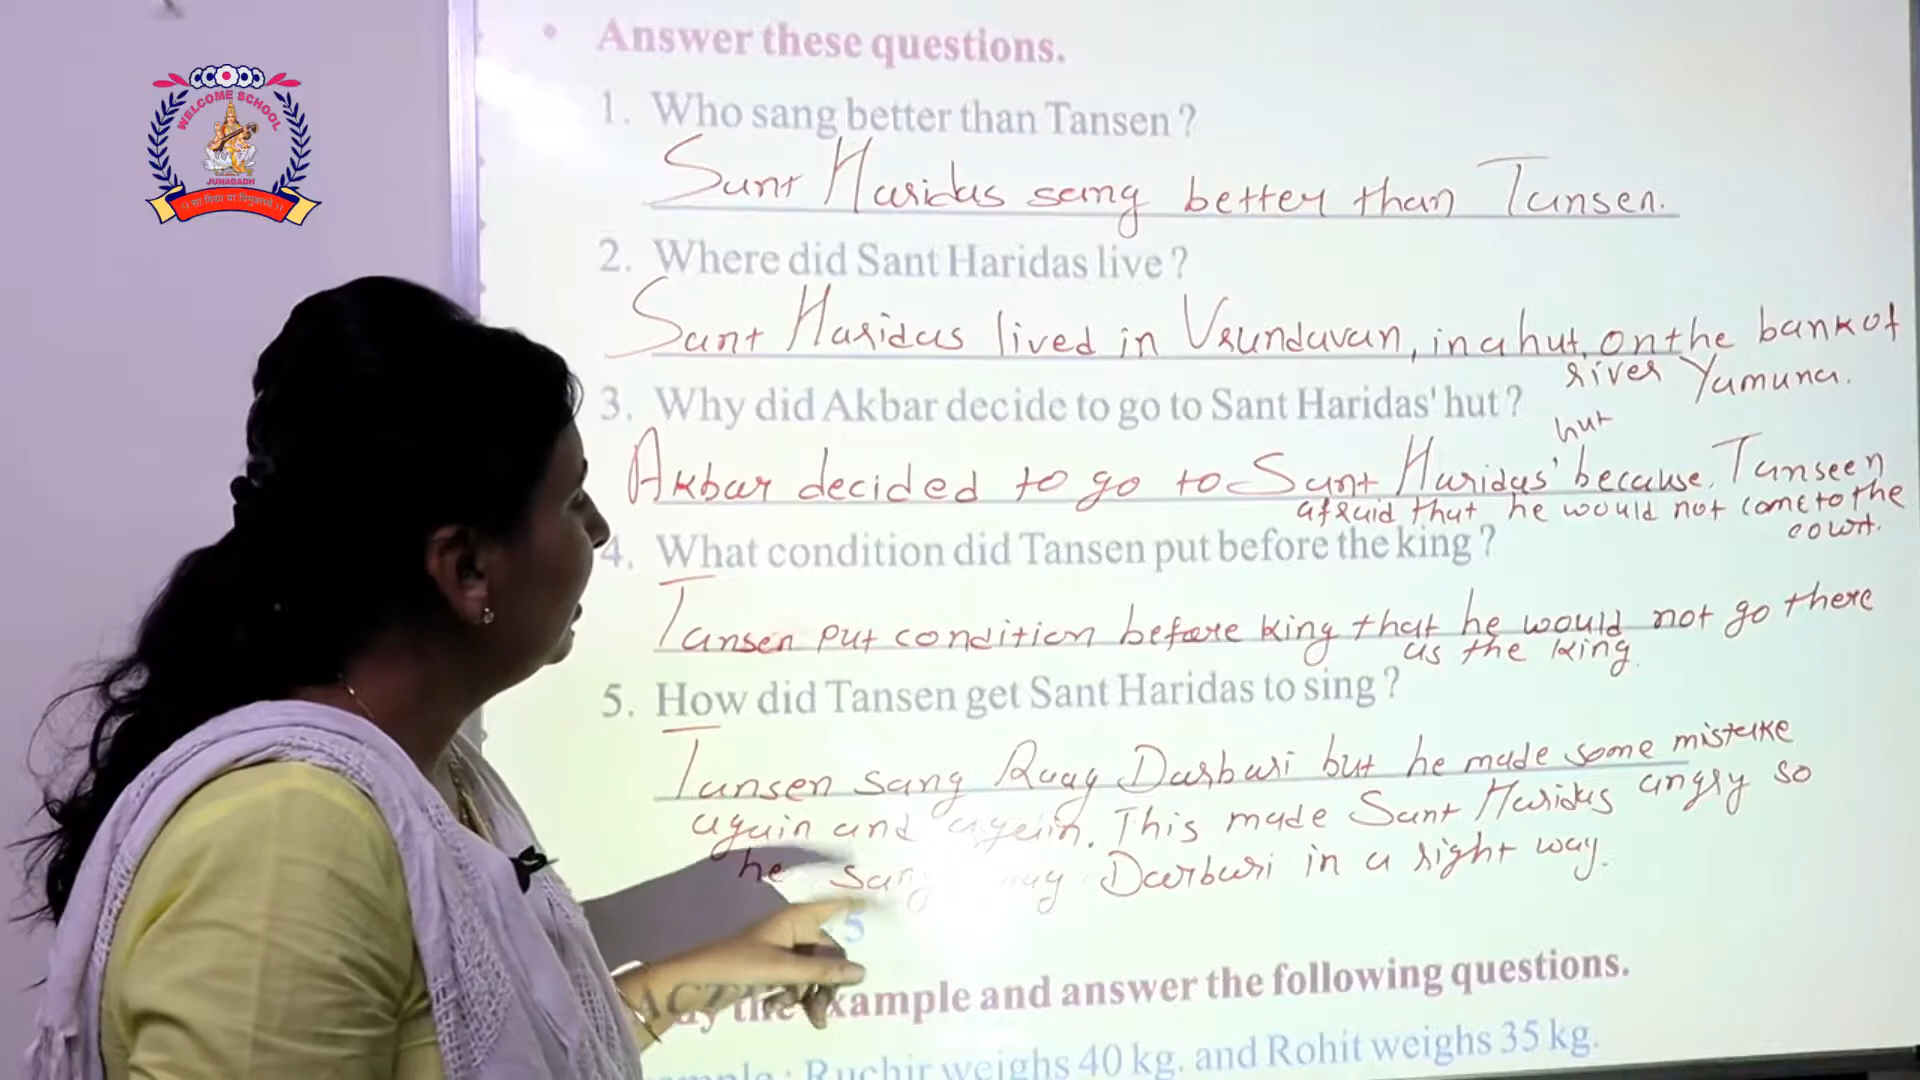 WELCOME SCHOOL
JUNAGADH
।। सा विद्या या विमुक्तये ।।
• Answer these questions.
1. Who sang better than Tansen ?
Sant Haridas sang better than Tansen.
2. Where did Sant Haridas live ?
Sant Haridas lived in Vrundavan, in a hut, on the bank of
river Yamuna.
3. Why did Akbar decide to go to Sant Haridas' hut ?
hut
Akbar decided to go to Sant Haridas' because, Tanseen
afraid that he would not come to the
court.
4. What condition did Tansen put before the king ?
Tansen put condition before king that he would not go there
as the king.
5. How did Tansen get Sant Haridas to sing ?
Tansen sang Raag Darbari but he made some mistake
again and again. This made Sant Haridas angry so
he sang Darbari in a right way.
5
the example and answer the following questions.
Ruchir weighs 40 kg. and Rohit weighs 35 kg.